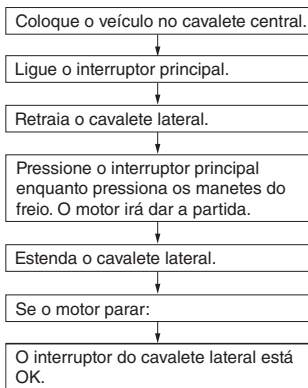 Coloque o veículo no cavalete central.
Ligue o interruptor principal.
Retraia o cavalete lateral.
Pressione o interruptor principal
enquanto pressiona os manetes do
freio. O motor irá dar a partida.
Estenda o cavalete lateral.
Se o motor parar:
O interruptor do cavalete lateral está
OK.